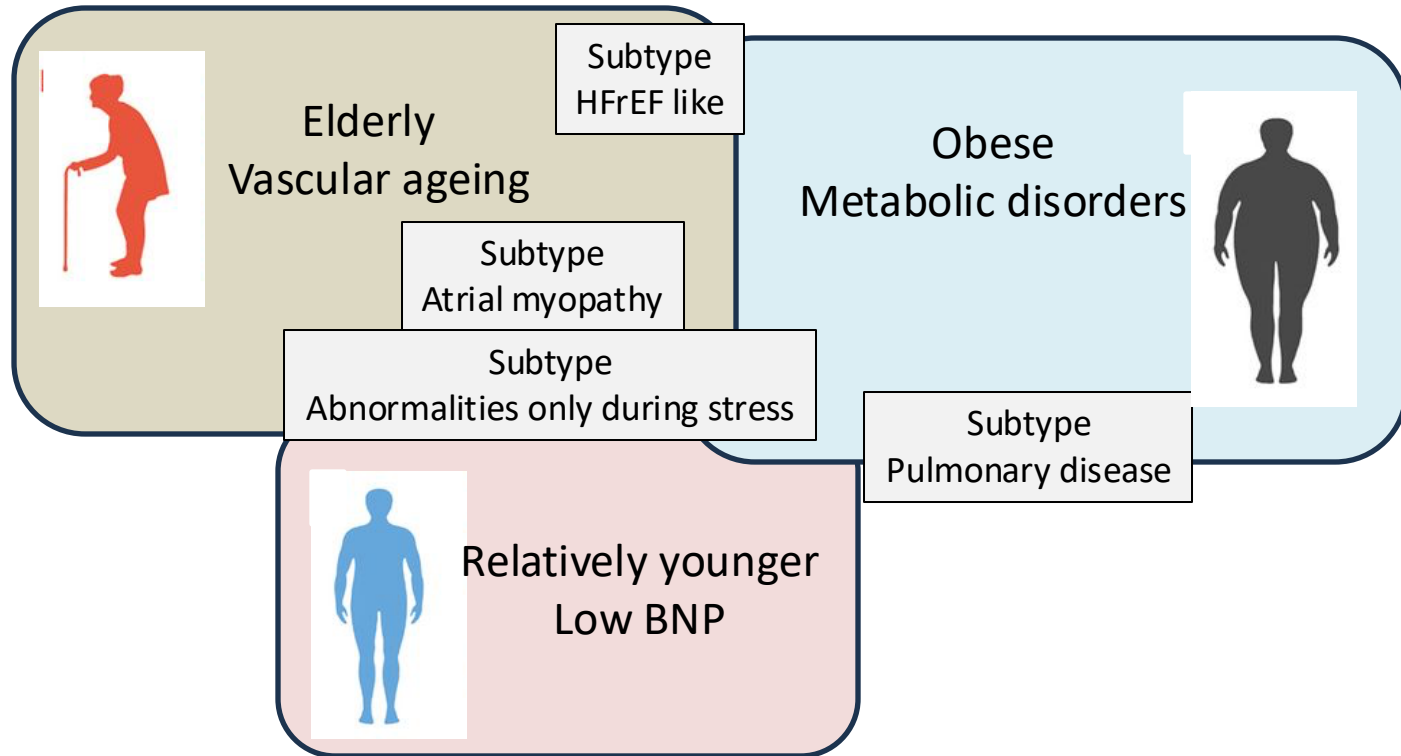 Subtype
HFrEF like
Elderly
Vascular ageing
Obese
Metabolic disorders
Subtype
Atrial myopathy
Subtype
Abnormalities only during stress
Subtype
Pulmonary disease
Relatively younger
Low BNP